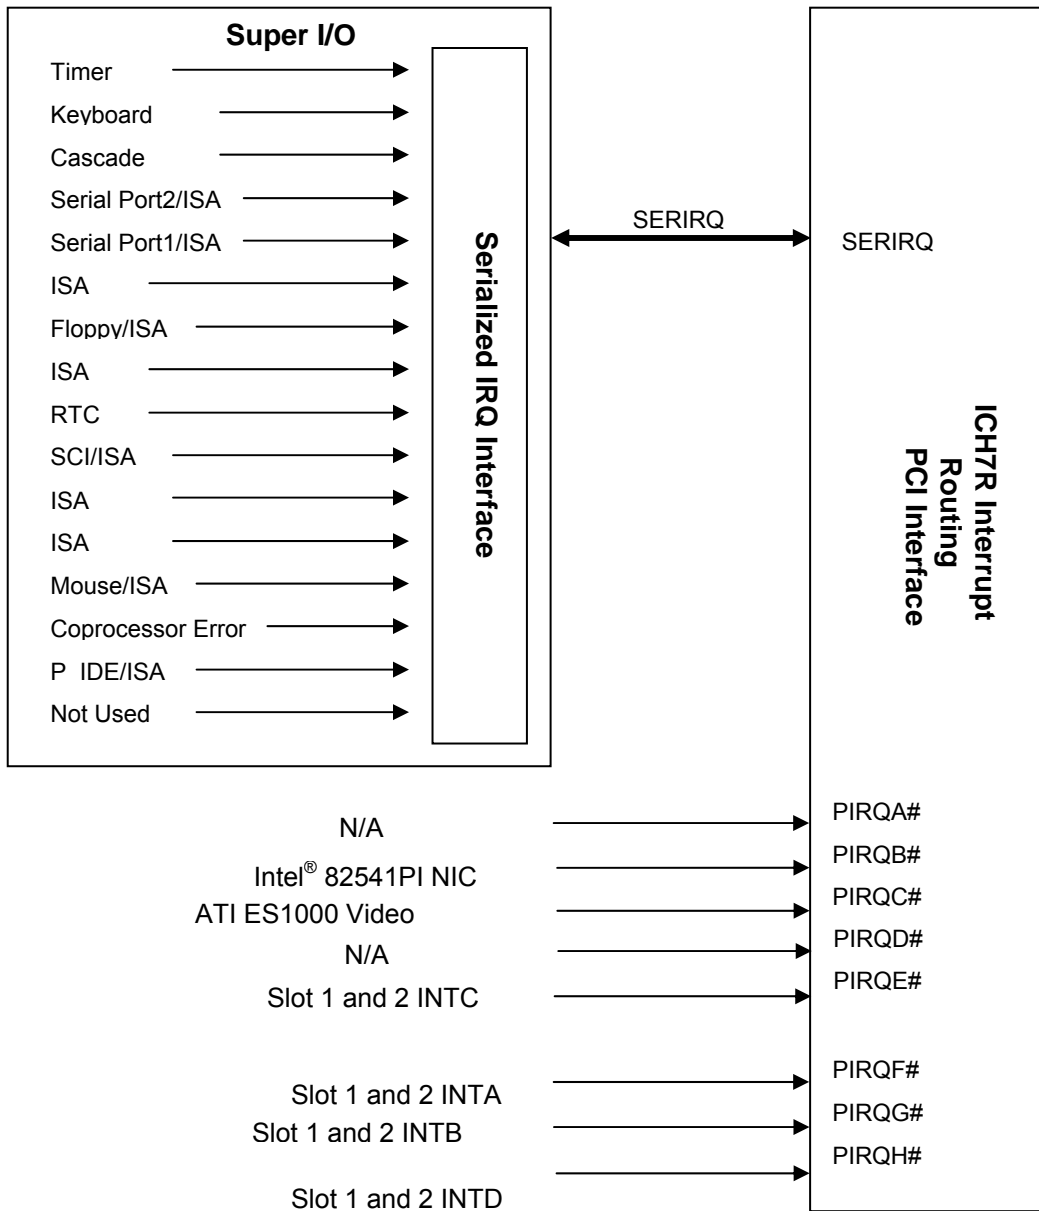 Super I/O
Timer
Keyboard
Cascade
Serial Port2/ISA
Serial Port1/ISA
ISA
Floppy/ISA
ISA
RTC
SCI/ISA
ISA
ISA
Mouse/ISA
Coprocessor Error
P IDE/ISA
Not Used
Serialized IRQ Interface
SERIRQ
SERIRQ
ICH7R Interrupt
Routing
PCI Interface
N/A
PIRQA#
Intel® 82541PI NIC
PIRQB#
ATI ES1000 Video
PIRQC#
N/A
PIRQD#
Slot 1 and 2 INTC
PIRQE#
Slot 1 and 2 INTA
PIRQF#
Slot 1 and 2 INTB
PIRQG#
Slot 1 and 2 INTD
PIRQH#